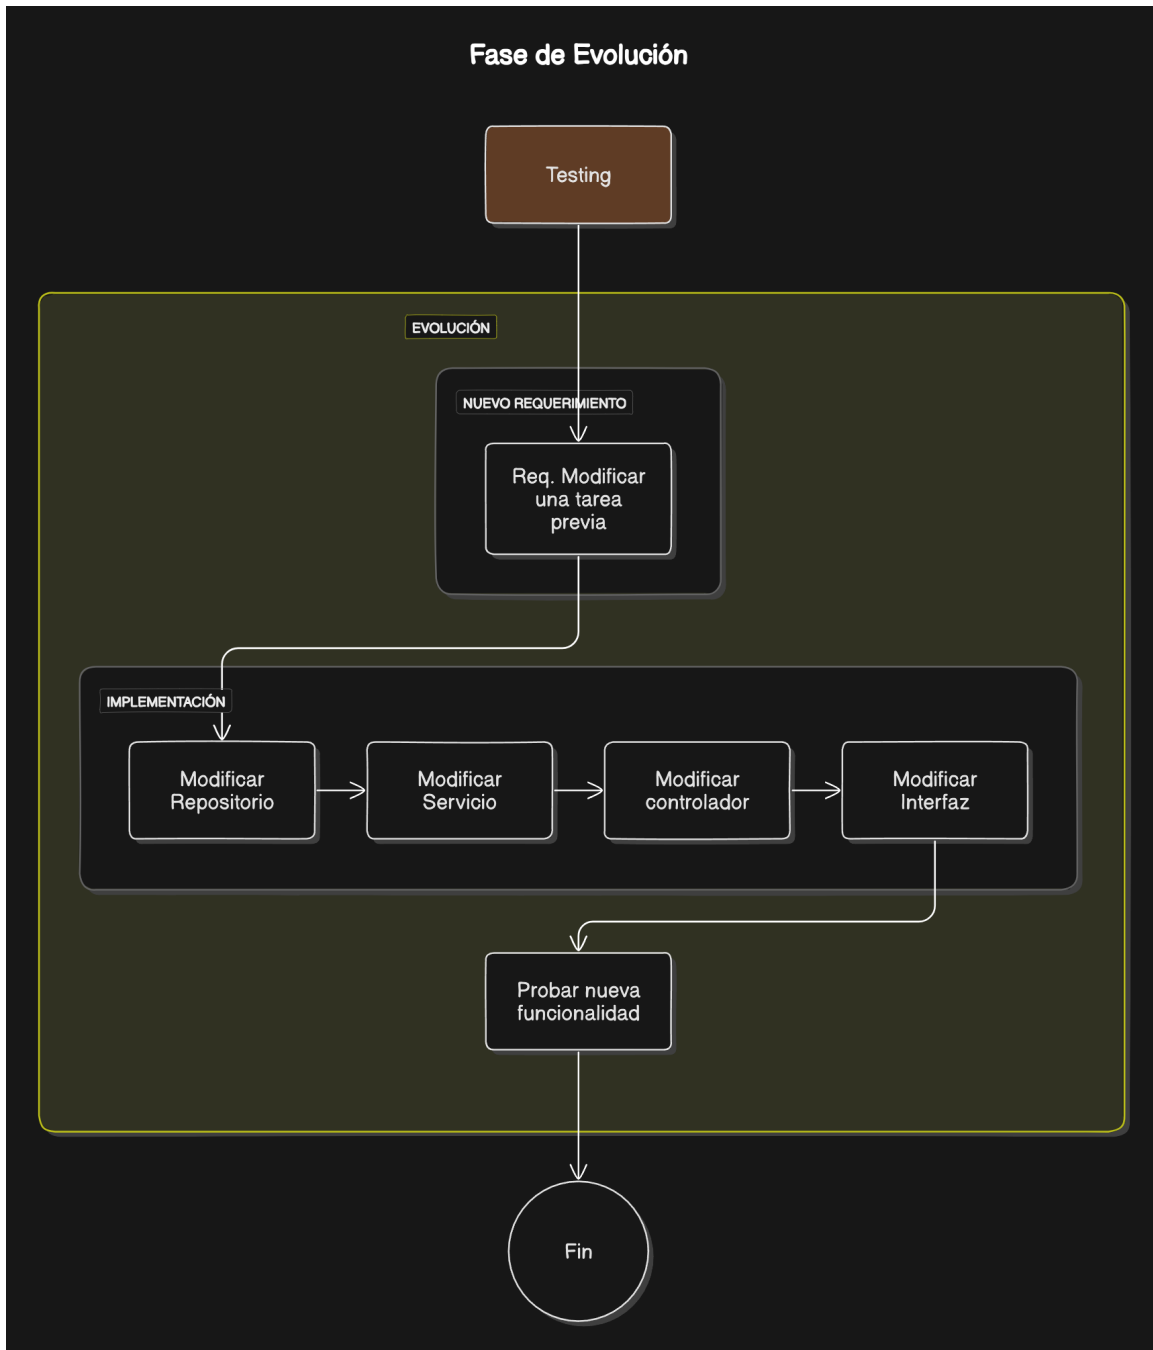 Fase de Evolución
Testing
EVOLUCIÓN
NUEVO REQUERIMIENTO
Req. Modificar
una tarea
previa
IMPLEMENTACIÓN
Modificar
Repositorio
Modificar
Servicio
Modificar
controlador
Modificar
Interfaz
Probar nueva
funcionalidad
Fin